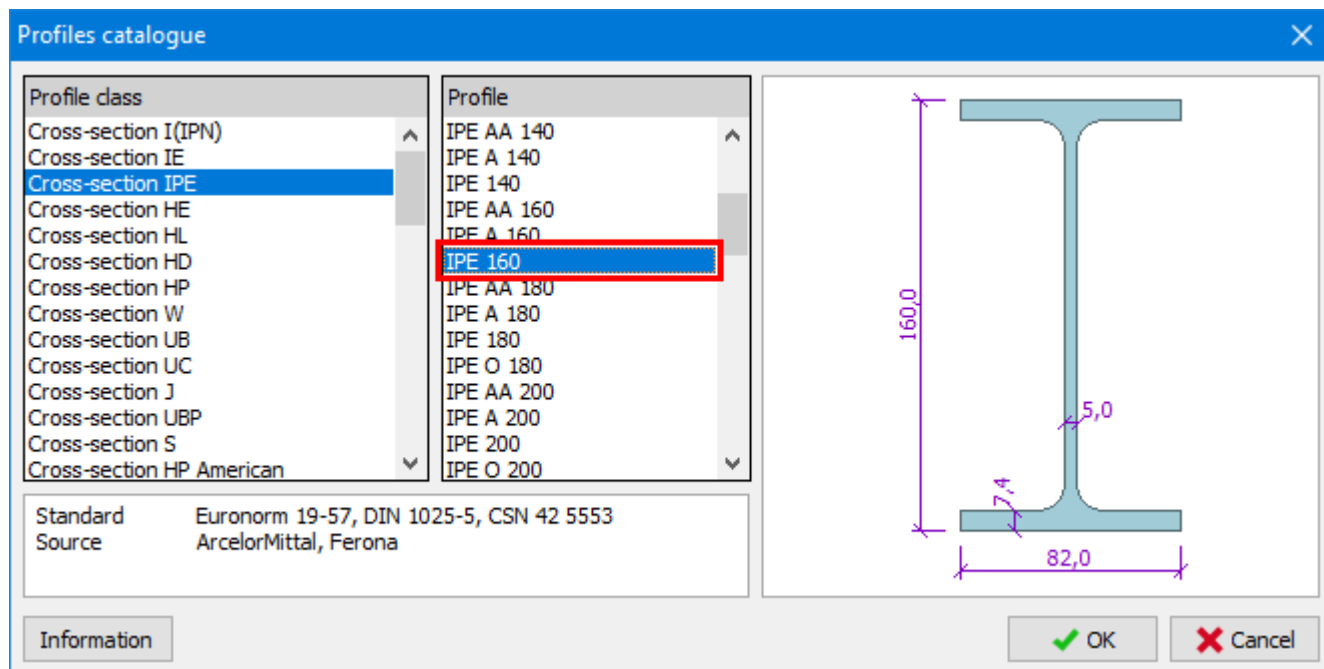 Profiles catalogue
Profile class
Cross-section I(IPN)
Cross-section IE
Cross-section IPE
Cross-section HE
Cross-section HL
Cross-section HD
Cross-section HP
Cross-section W
Cross-section UB
Cross-section UC
Cross-section J
Cross-section UBP
Cross-section S
Cross-section HP American
Profile
IPE AA 140
IPE A 140
IPE 140
IPE AA 160
IPE A 160
IPE 160
IPE AA 180
IPE A 180
IPE 180
IPE O 180
IPE AA 200
IPE A 200
IPE 200
IPE O 200
160,0
5,0
7,4
82,0
Standard Euronorm 19-57, DIN 1025-5, CSN 42 5553
Source ArcelorMittal, Ferona
Information
OK
Cancel